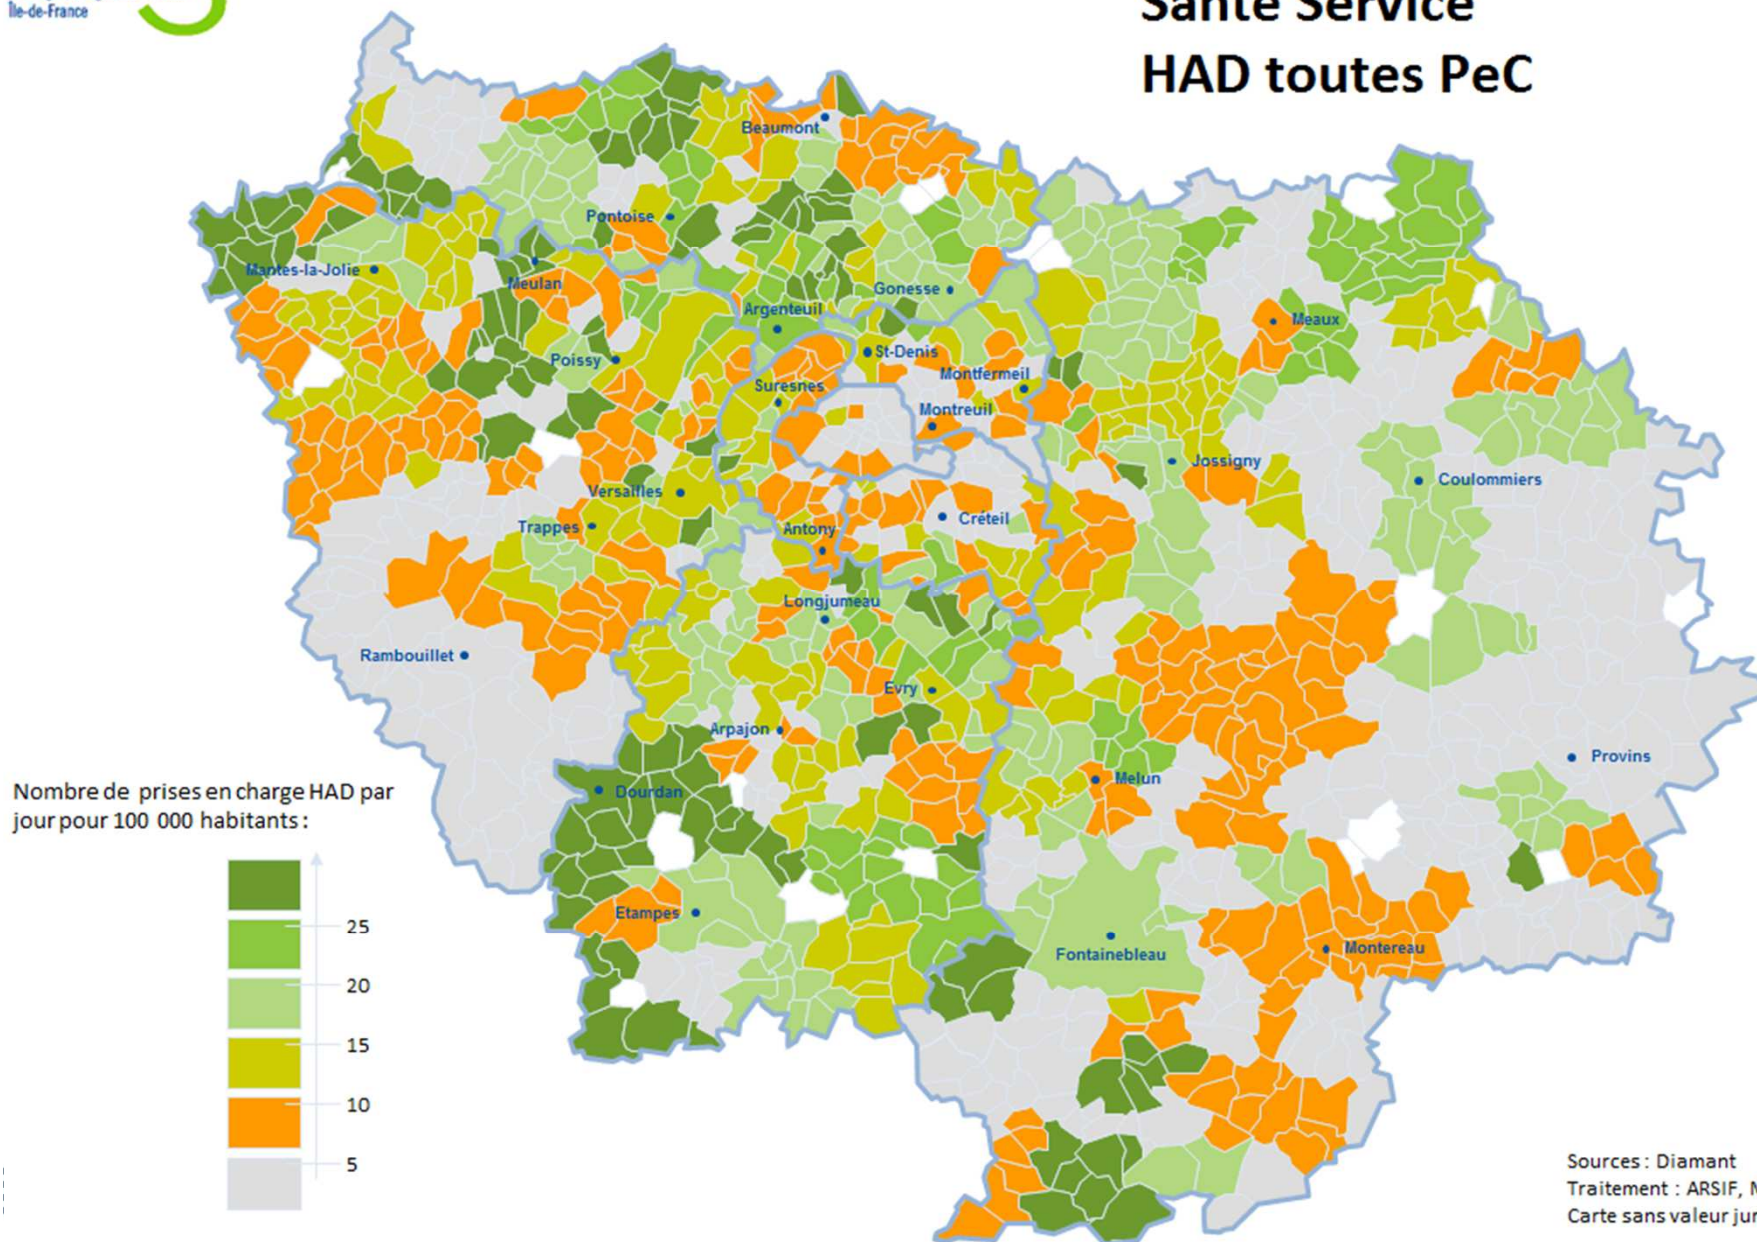 Île-de-France
Santé Service
HAD toutes PeC
Beaumont
Pontoise
Mantes-la-Jolie
Meulan
Gonesse
Argenteuil
Meaux
St-Denis
Poissy
Montfermeil
Suresnes
Montreuil
Jossigny
Coulommiers
Versailles
Créteil
Trappes
Antony
Longjumeau
Rambouillet
Evry
Arpajon
Provins
Melun
Dourdan
Nombre de prises en charge HAD par
jour pour 100 000 habitants :
Etampes
Montereau
Fontainebleau
25
20
15
10
5
Sources : Diamant
Traitement : ARSIF,
Carte sans valeur